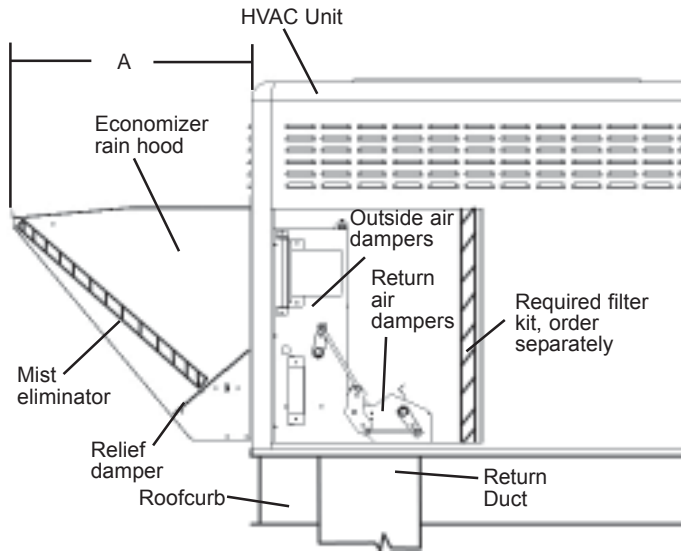 HVAC Unit
A
Economizer
rain hood
Outside air
dampers
Return
air
dampers
Required filter
kit, order
separately
Mist
eliminator
Relief
damper
Roofcurb
Return
Duct